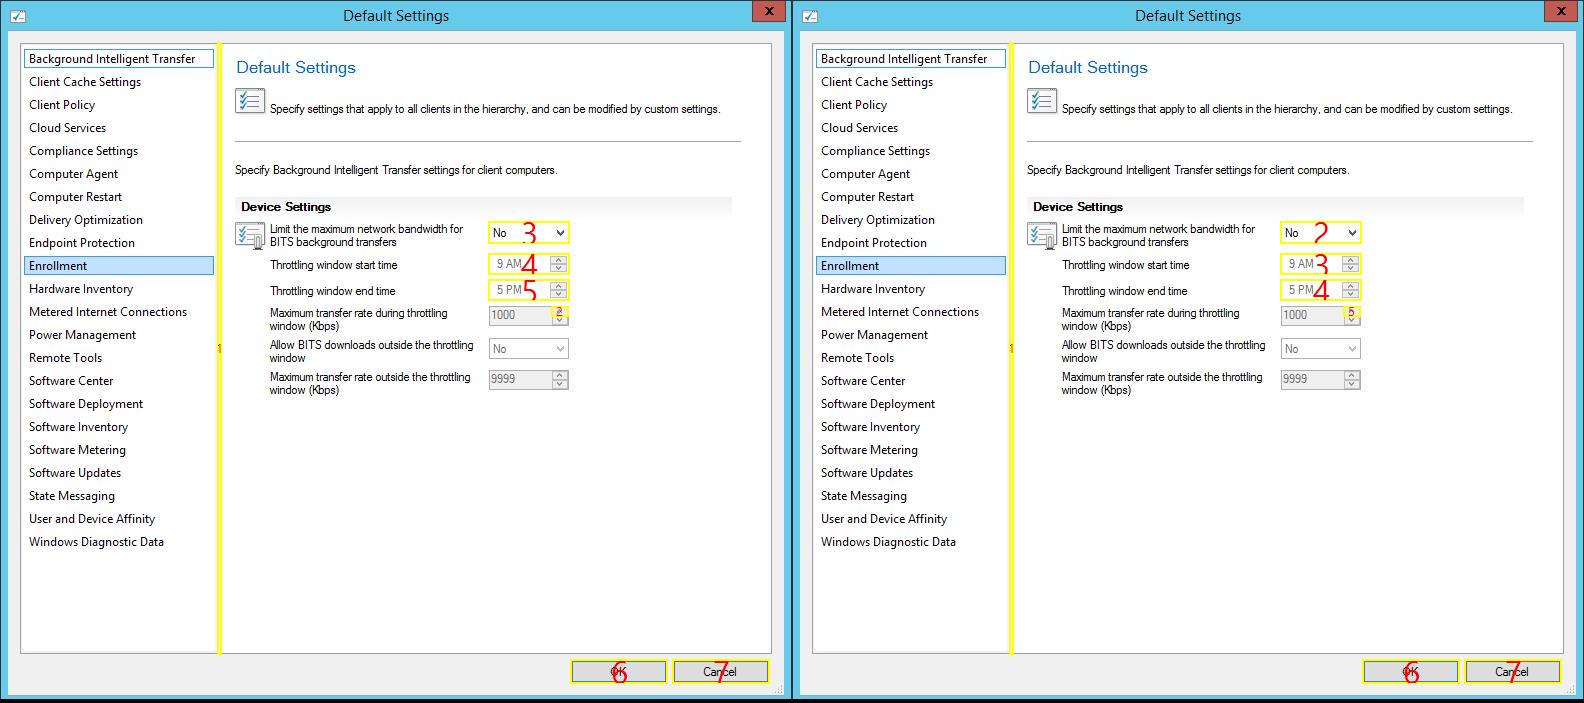 Default Settings
x
Background Intelligent Transfer
Client Cache Settings
Client Policy
Cloud Services
Compliance Settings
Computer Agent
Computer Restart
Delivery Optimization
Endpoint Protection
Enrollment
Hardware Inventory
Metered Internet Connections
Power Management
Remote Tools
Software Center
Software Deployment
Software Inventory
Software Metering
Software Updates
State Messaging
User and Device Affinity
Windows Diagnostic Data
1
Default Settings
Specify settings that apply to all clients in the hierarchy, and can be modified by custom settings.
Specify Background Intelligent Transfer settings for client computers.
Device Settings
Limit the maximum network bandwidth for
BITS background transfers
No 3
Throttling window start time
9 AM 4
Throttling window end time
5 PM 5
Maximum transfer rate during throttling
window (Kbps)
1000 2
Allow BITS downloads outside the throttling
window
No
Maximum transfer rate outside the throttling
window (Kbps)
9999
OK 6
Cancel 7
Default Settings
x
Background Intelligent Transfer
Client Cache Settings
Client Policy
Cloud Services
Compliance Settings
Computer Agent
Computer Restart
Delivery Optimization
Endpoint Protection
Enrollment
Hardware Inventory
Metered Internet Connections
Power Management
Remote Tools
Software Center
Software Deployment
Software Inventory
Software Metering
Software Updates
State Messaging
User and Device Affinity
Windows Diagnostic Data
1
Default Settings
Specify settings that apply to all clients in the hierarchy, and can be modified by custom settings.
Specify Background Intelligent Transfer settings for client computers.
Device Settings
Limit the maximum network bandwidth for
BITS background transfers
No 2
Throttling window start time
9 AM 3
Throttling window end time
5 PM 4
Maximum transfer rate during throttling
window (Kbps)
1000 5
Allow BITS downloads outside the throttling
window
No
Maximum transfer rate outside the throttling
window (Kbps)
9999
OK 6
Cancel 7